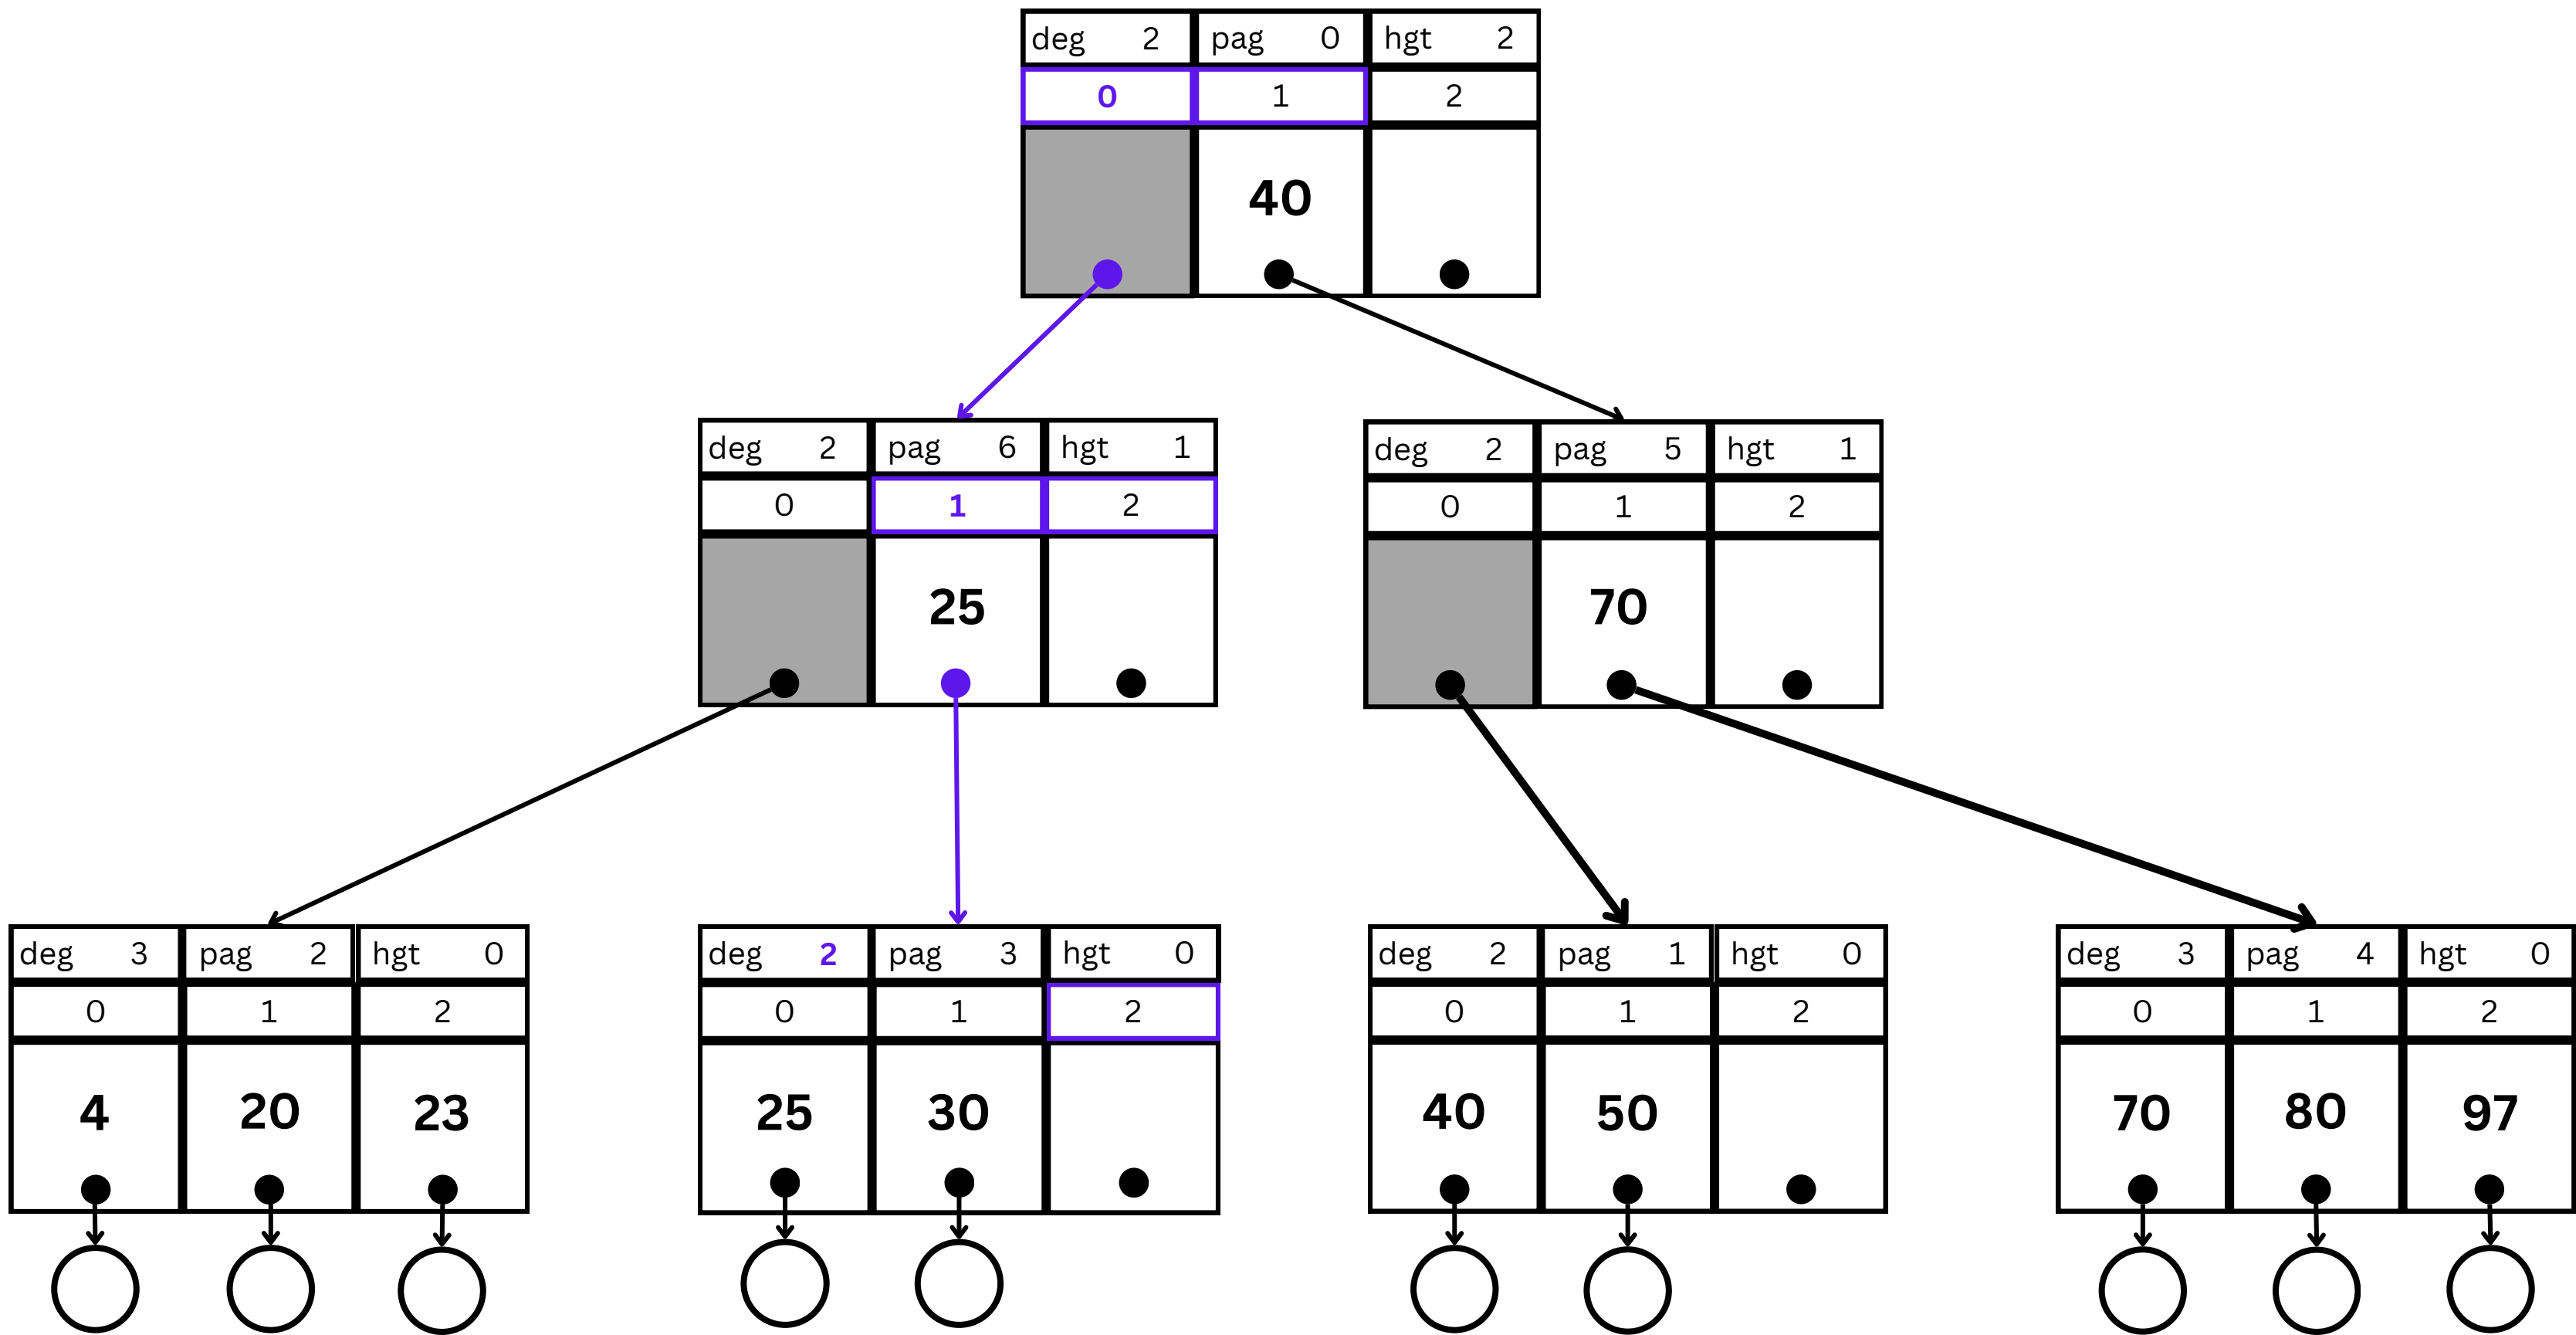 deg 2 pag 0 hgt 2
0 1 2
40
deg 2 pag 6 hgt 1
0 1 2
25
deg 2 pag 5 hgt 1
0 1 2
70
deg 3 pag 2 hgt 0
0 1 2
4 20 23
deg 2 pag 3 hgt 0
0 1 2
25 30
deg 2 pag 1 hgt 0
0 1 2
40 50
deg 3 pag 4 hgt 0
0 1 2
70 80 97